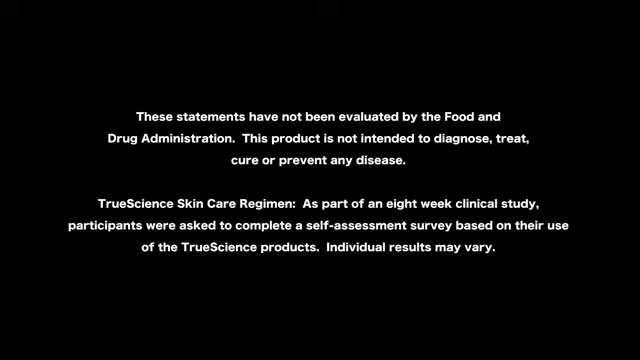 These statements have not been evaluated by the Food and
Drug Administration.  This product is not intended to diagnose, treat,
cure or prevent any disease.
TrueScience Skin Care Regimen:  As part of an eight week clinical study,
participants were asked to complete a self-assessment survey based on their use
of the TrueScience products.  Individual results may vary.